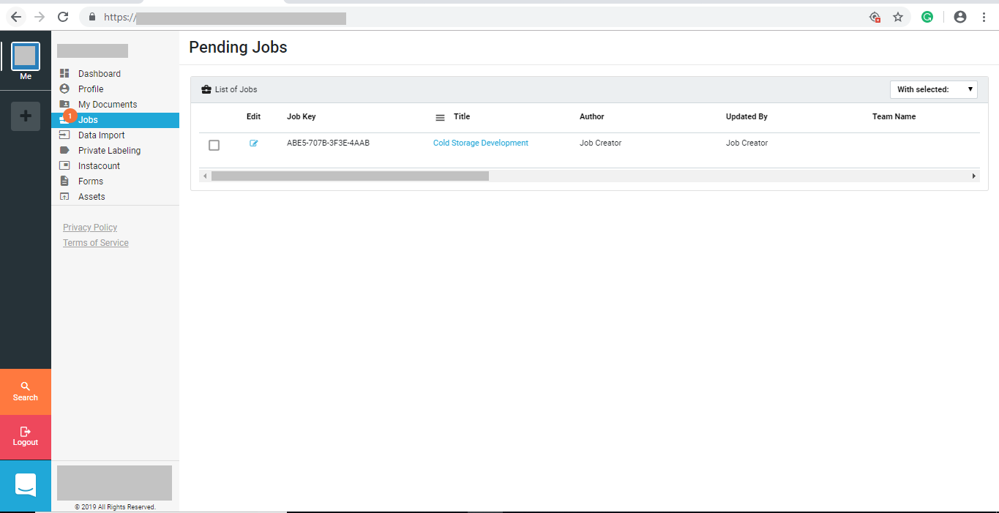 https://
Me
Dashboard
Profile
My Documents
1
Jobs
Data Import
Private Labeling
Instacount
Forms
Assets
Privacy Policy
Terms of Service
Search
Logout
© 2019 All Rights Reserved.
Pending Jobs
List of Jobs
With selected:
Edit Job Key Title Author Updated By Team Name
ABE5-707B-3F3E-4AAB Cold Storage Development Job Creator Job Creator